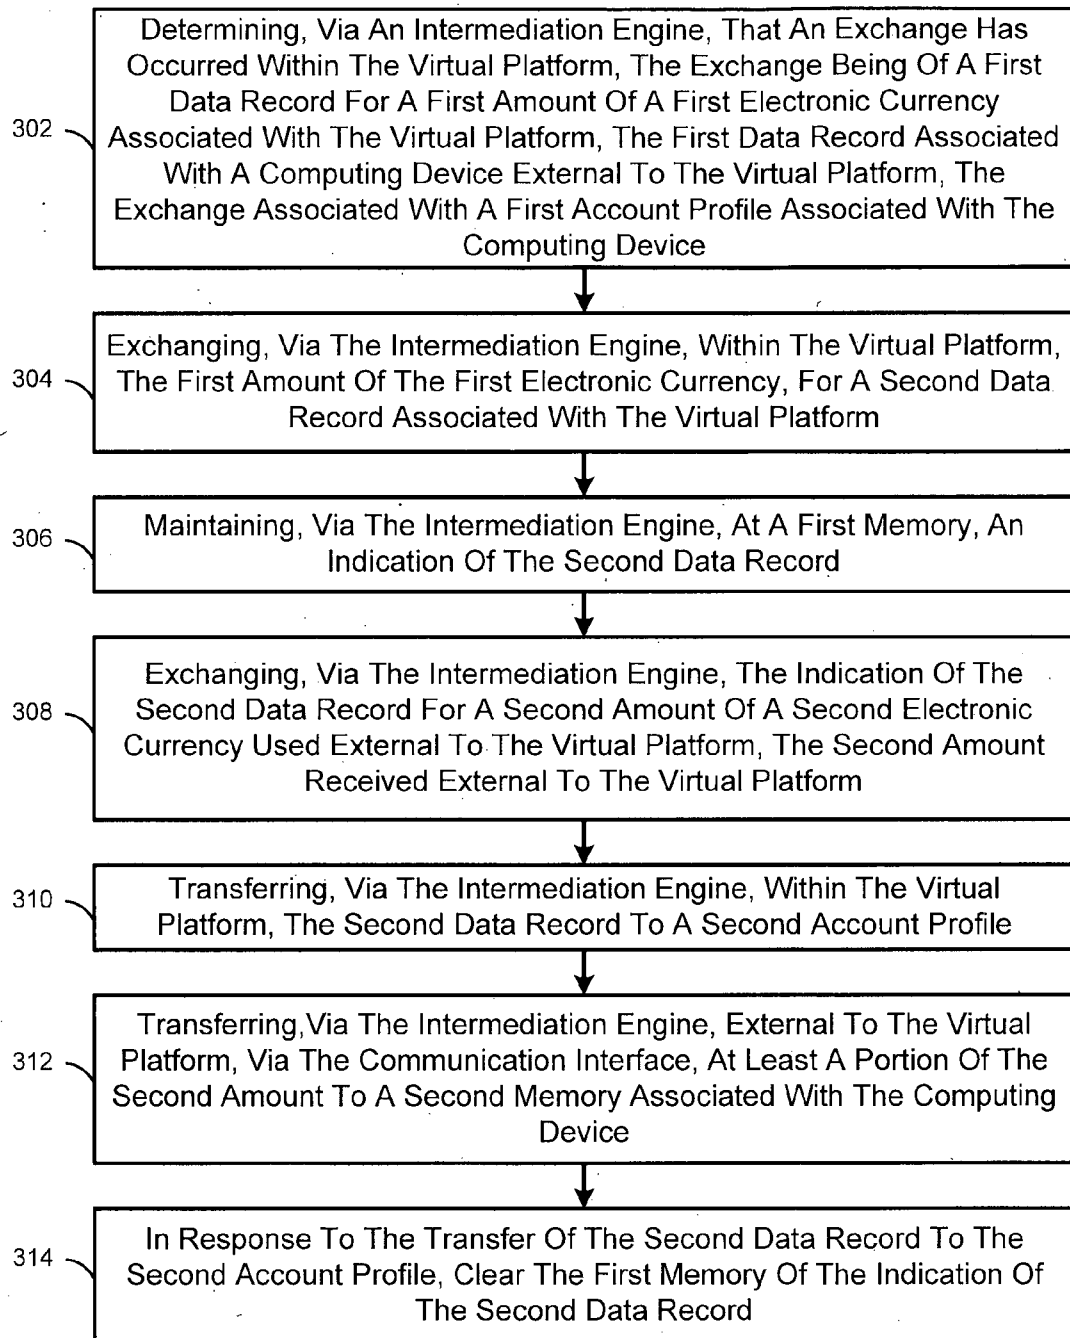 Determining, Via An Intermediation Engine, That An Exchange Has
Occurred Within The Virtual Platform, The Exchange Being Of A First
Data Record For A First Amount Of A First Electronic Currency
302
Associated With The Virtual Platform, The First Data Record Associated
With A Computing Device External To The Virtual Platform, The
Exchange Associated With A First Account Profile Associated With The
Computing Device
Exchanging, Via The Intermediation Engine, Within The Virtual Platform,
304
The First Amount Of The First Electronic Currency, For A Second Data
Record Associated With The Virtual Platform
306
Maintaining, Via The Intermediation Engine, At A First Memory, An
Indication Of The Second Data Record
Exchanging, Via The Intermediation Engine, The Indication Of The
308
Second Data Record For A Second Amount Of A Second Electronic
Currency Used External To The Virtual Platform, The Second Amount
Received External To The Virtual Platform
310
Transferring, Via The Intermediation Engine, Within The Virtual
Platform, The Second Data Record To A Second Account Profile
Transferring,Via The Intermediation Engine, External To The Virtual
312
Platform, Via The Communication Interface, At Least A Portion Of The
Second Amount To A Second Memory Associated With The Computing
Device
314
In Response To The Transfer Of The Second Data Record To The
Second Account Profile, Clear The First Memory Of The Indication Of
The Second Data Record